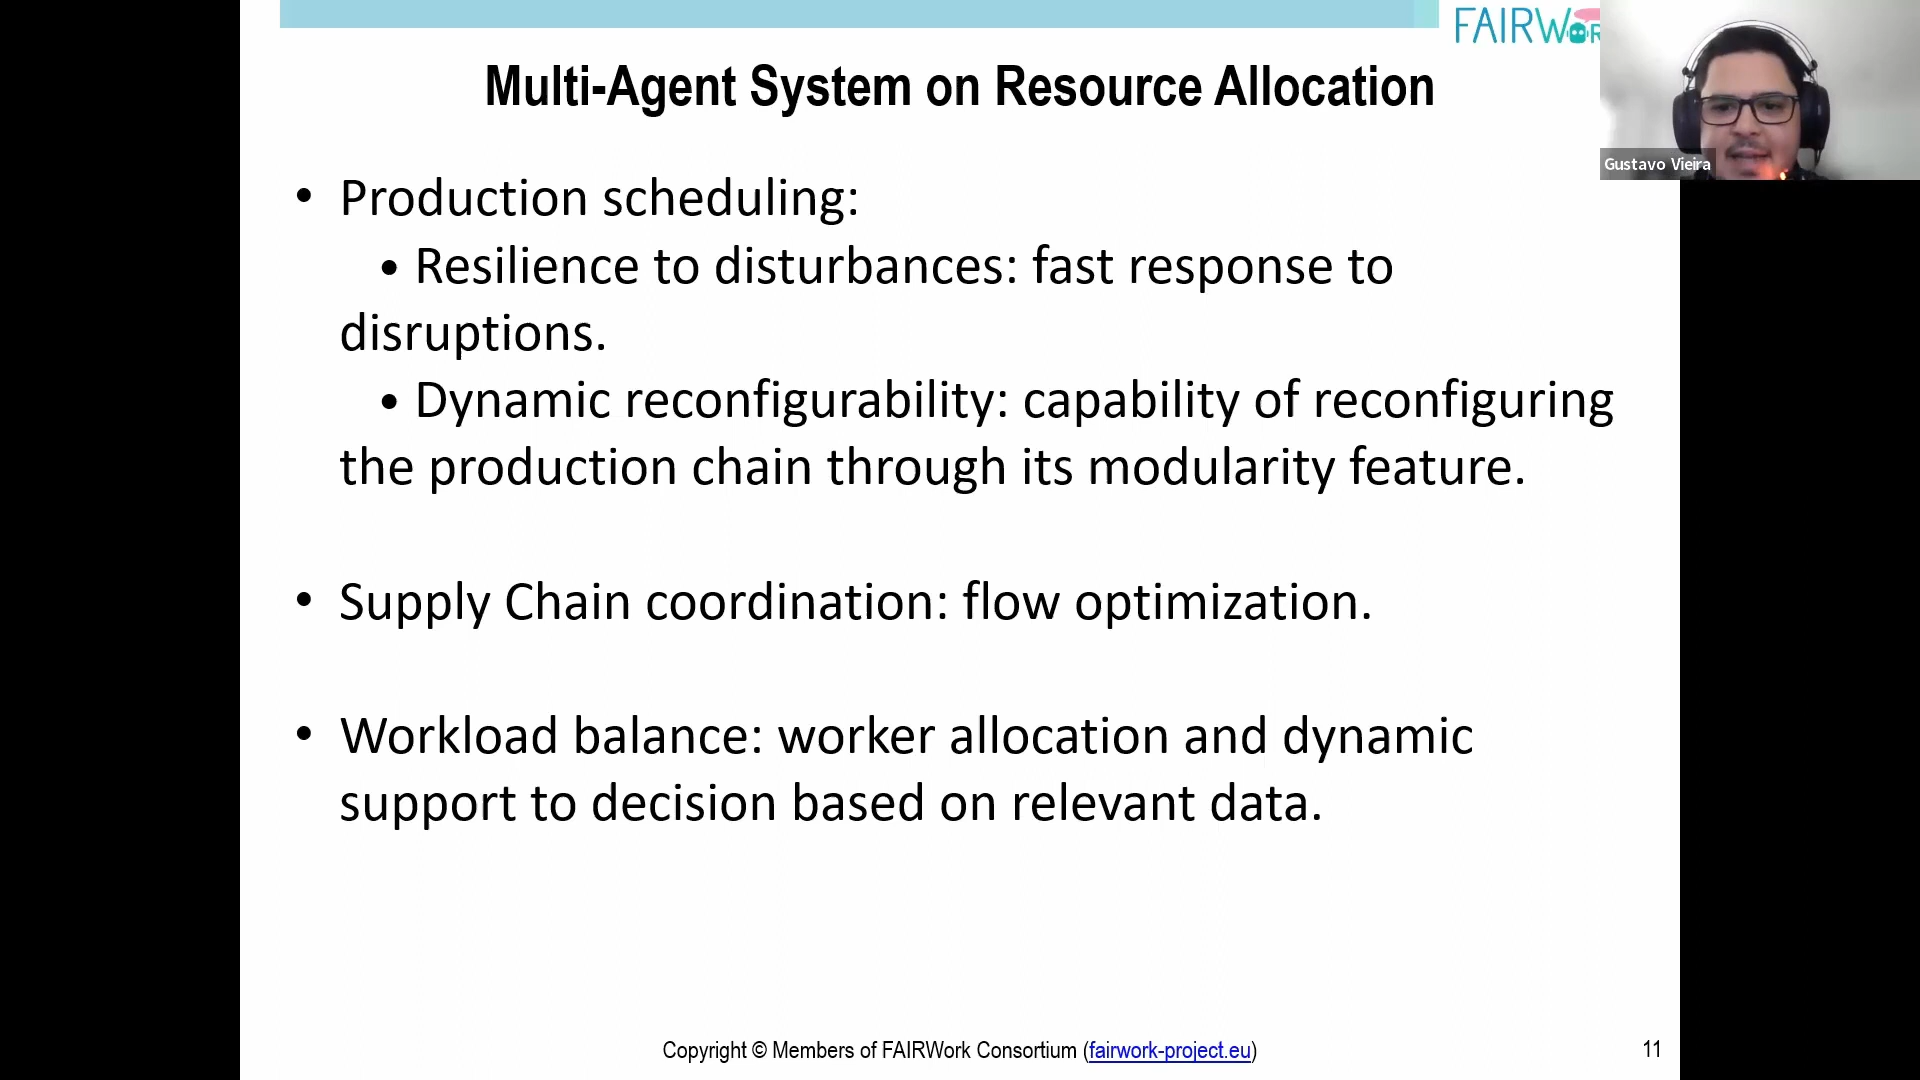 FAIRWOR
Multi-Agent System on Resource Allocation
Gustavo Vieira
• Production scheduling:
• Resilience to disturbances: fast response to
disruptions.
• Dynamic reconfigurability: capability of reconfiguring
the production chain through its modularity feature.
• Supply Chain coordination: flow optimization.
• Workload balance: worker allocation and dynamic
support to decision based on relevant data.
Copyright © Members of FAIRWork Consortium (fairwork-project.eu)
11